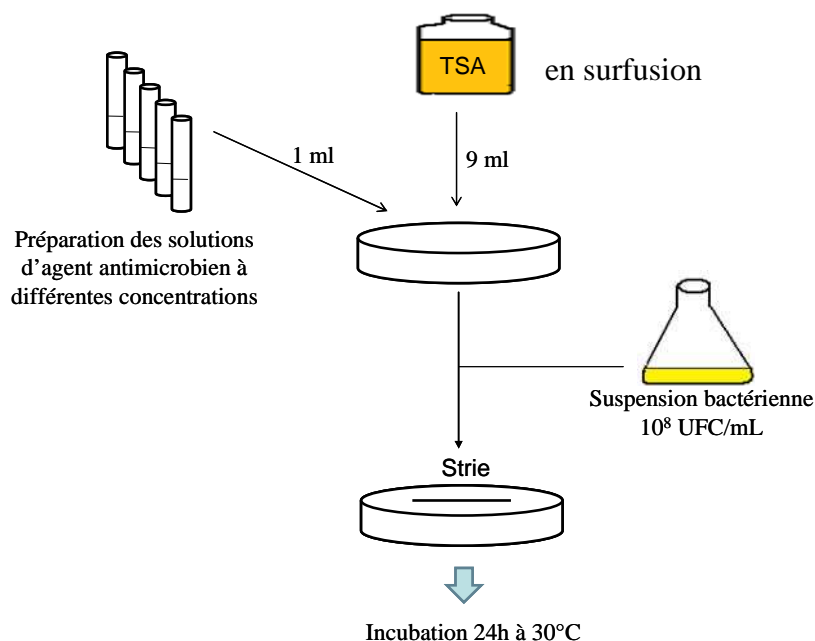 TSA
en surfusion
1 ml
9 ml
Préparation des solutions
d'agent antimicrobien à
différentes concentrations
Suspension bactérienne
10⁸ UFC/mL
Strie
Incubation 24h à 30°C